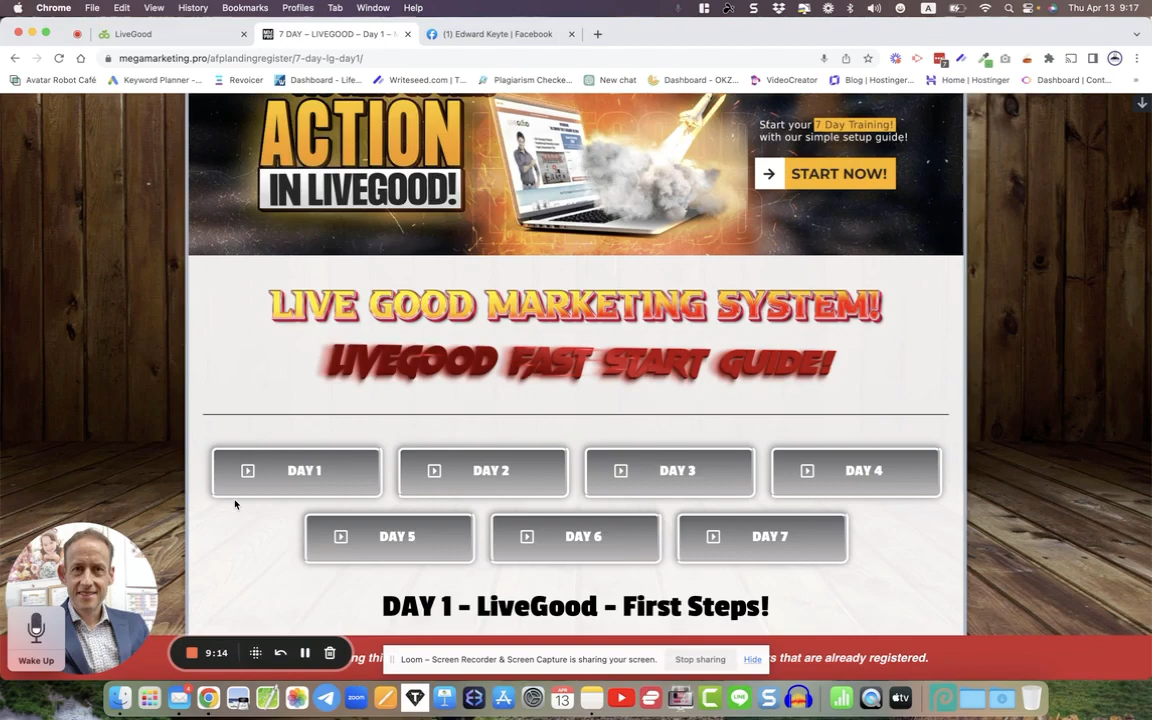 Chrome File Edit View History Bookmarks Profiles Tab Window Help
A
Thu Apr 13 9:17
LiveGood
7 DAY – LIVEGOOD – Day 1 –
(1) Edward Keyte | Facebook
megamarketing.pro/afplandingregister/7-day-lg-day1/
Avatar Robot Café
Keyword Planner -...
Revoicer
Dashboard - Life...
Writeseed.com | T...
Plagiarism Checke...
New chat
Dashboard - OKZ...
VideoCreator
Blog | Hostinger...
Home | Hostinger
Dashboard | Cont...
ACTION
IN LIVEGOOD!
Start your 7 Day Training!
with our simple setup guide!
START NOW!
LIVE GOOD MARKETING SYSTEM!
LIVEGOOD FAST START GUIDE!
DAY 1
DAY 2
DAY 3
DAY 4
DAY 5
DAY 6
DAY 7
DAY 1 - LiveGood - First Steps!
Wake Up
9:14
Loom – Screen Recorder & Screen Capture is sharing your screen.
Stop sharing
Hide
that are already registered.
zoom
APR
13
LINE
tv